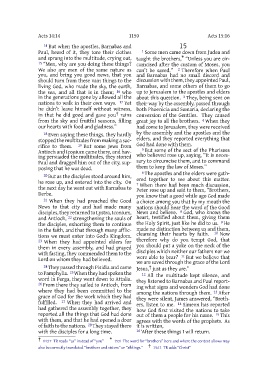 Acts 14:14 1150 Acts 15:16
14 But when the apostles, Barnabas and
Paul, heard of it, they tore their clothes
and sprang into the multitude, crying out,
15 "Men, why are you doing these things?
We also are men of the same nature as
you, and bring you good news, that you
should turn from these vain things to the
living God, who made the sky, the earth,
the sea, and all that is in them; 16 who
in the generations gone by allowed all the
nations to walk in their own ways. 17 Yet
he didn't leave himself without witness,
in that he did good and gave you† rains
from the sky and fruitful seasons, filling
our hearts with food and gladness."
18 Even saying these things, they hardly
stopped the multitudes from making a sac-
rifice to them. 19 But some Jews from
Antioch and Iconium came there, and hav-
ing persuaded the multitudes, they stoned
Paul and dragged him out of the city, sup-
posing that he was dead.
20 But as the disciples stood around him,
he rose up, and entered into the city. On
the next day he went out with Barnabas to
Derbe.
21 When they had preached the Good
News to that city and had made many
disciples, they returned to Lystra, Iconium,
and Antioch, 22 strengthening the souls of
the disciples, exhorting them to continue
in the faith, and that through many afflic-
tions we must enter into God's Kingdom.
23 When they had appointed elders for
them in every assembly, and had prayed
with fasting, they commended them to the
Lord on whom they had believed.
24 They passed through Pisidia and came
to Pamphylia. 25 When they had spoken the
word in Perga, they went down to Attalia.
26 From there they sailed to Antioch, from
where they had been committed to the
grace of God for the work which they had
fulfilled. 27 When they had arrived and
had gathered the assembly together, they
reported all the things that God had done
with them, and that he had opened a door
of faith to the nations. 28 They stayed there
with the disciples for a long time.
15
1 Some men came down from Judea and
taught the brothers,* "Unless you are cir-
cumcised after the custom of Moses, you
can't be saved." 2 Therefore when Paul
and Barnabas had no small discord and
discussion with them, they appointed Paul,
Barnabas, and some others of them to go
up to Jerusalem to the apostles and elders
about this question. 3 They, being sent on
their way by the assembly, passed through
both Phoenicia and Samaria, declaring the
conversion of the Gentiles. They caused
great joy to all the brothers. 4 When they
had come to Jerusalem, they were received
by the assembly and the apostles and the
elders, and they reported everything that
God had done with them.
5 But some of the sect of the Pharisees
who believed rose up, saying, "It is neces-
sary to circumcise them, and to command
them to keep the law of Moses."
6 The apostles and the elders were gath-
ered together to see about this matter.
7 When there had been much discussion,
Peter rose up and said to them, "Brothers,
you know that a good while ago God made
a choice among you that by my mouth the
nations should hear the word of the Good
News and believe. 8 God, who knows the
heart, testified about them, giving them
the Holy Spirit, just like he did to us. 9 He
made no distinction between us and them,
cleansing their hearts by faith. 10 Now
therefore why do you tempt God, that
you should put a yoke on the neck of the
disciples which neither our fathers nor we
were able to bear? 11 But we believe that
we are saved through the grace of the Lord
Jesus,‡ just as they are."
12 All the multitude kept silence, and
they listened to Barnabas and Paul report-
ing what signs and wonders God had done
among the nations through them. 13 After
they were silent, James answered, "Broth-
ers, listen to me. 14 Simeon has reported
how God first visited the nations to take
out of them a people for his name. 15 This
agrees with the words of the prophets. As
it is written,
16 'After these things I will return.